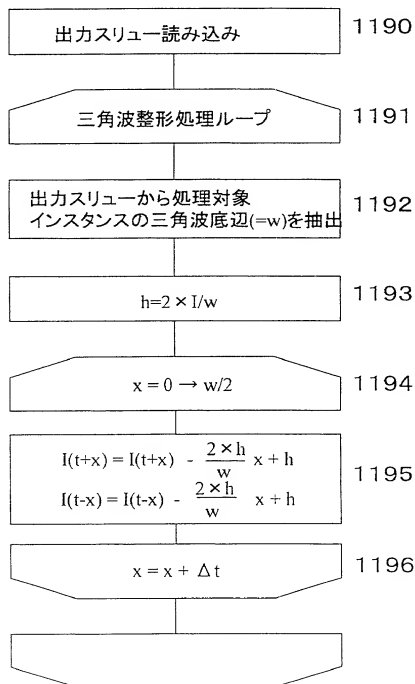 出力スリュー読み込み 1190
三角波整形処理ループ 1191
出力スリューから処理対象
インスタンスの三角波底辺(=w)を抽出 1192
h=2 × I/w 1193
x = 0 → w/2 1194
I(t+x) = I(t+x) - 2×h/w x + h
I(t-x) = I(t-x) - 2×h/w x + h 1195
x = x + Δt 1196